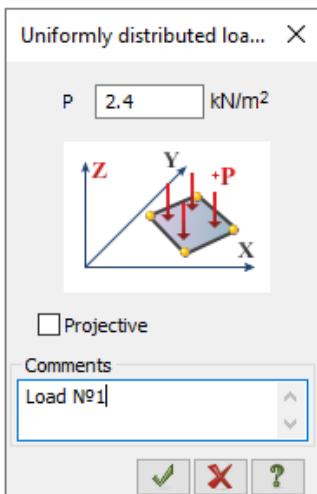 Uniformly distributed loa...
P 2.4 kN/m²
Z Y +P
X
Projective
Comments
Load №1
?